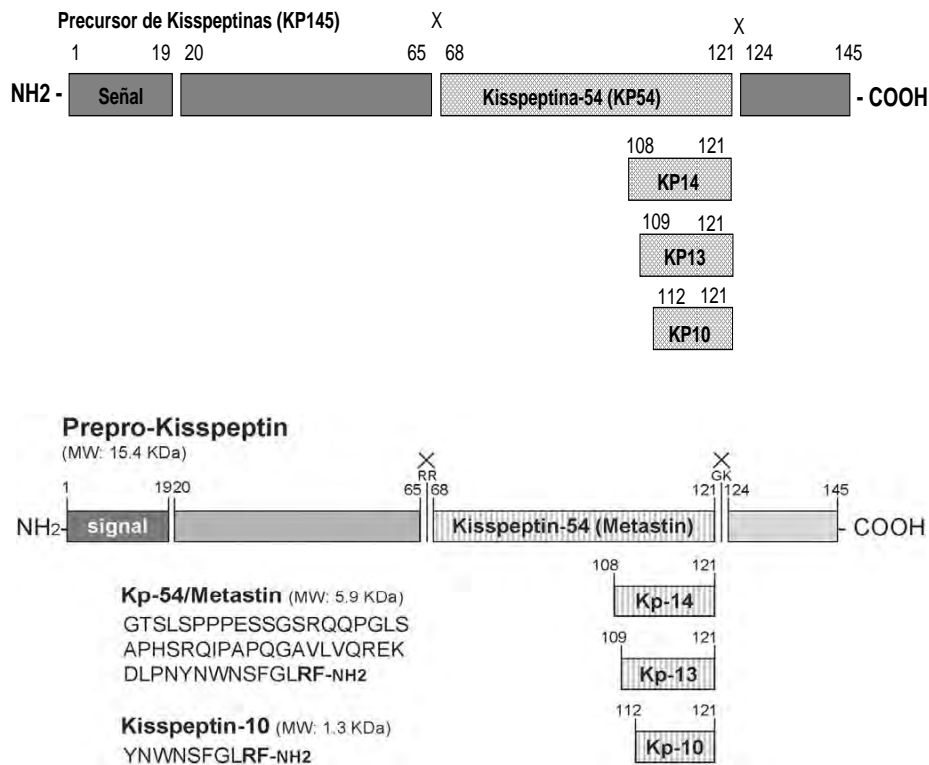 Precursor de Kisspeptinas (KP145) X X
1 19 20 65 68 121 124 145
NH2 - Señal Kisspeptina-54 (KP54) - COOH
108 121
KP14
109 121
KP13
112 121
KP10
Prepro-Kisspeptin
(MW: 15.4 KDa)
X X
RR GK
1 19 20 65 68 121 124 145
NH2- signal Kisspeptin-54 (Metastin) - COOH
108 121
Kp-54/Metastin (MW: 5.9 KDa) Kp-14
GTSLSPPPESSGSRQQPGLS
109 121
APHSRQIPAPQGAVLVQREK
DLPNYNWNSFGLRF-NH2 Kp-13
112 121
Kisspeptin-10 (MW: 1.3 KDa)
YNWNSFGLRF-NH2 Kp-10